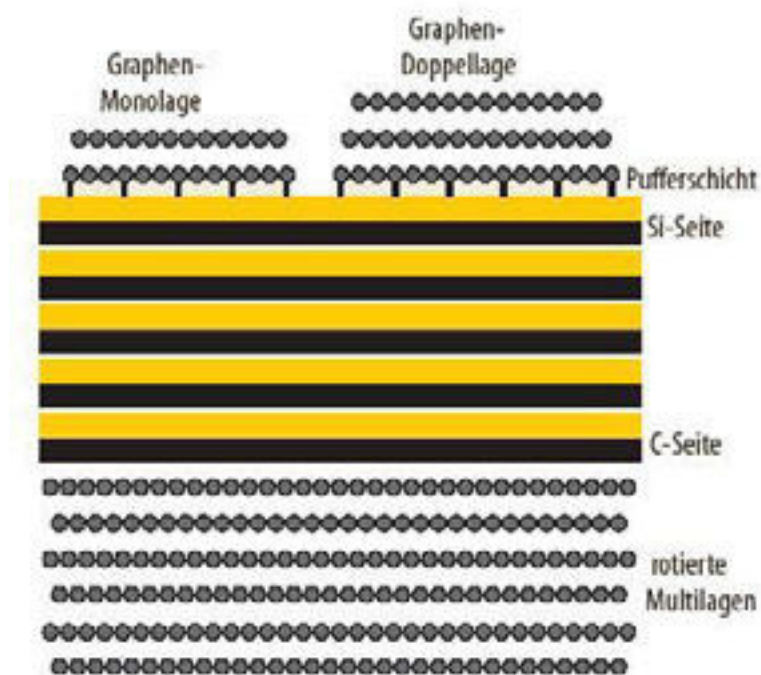 Graphen-
Monolage
Graphen-
Doppellage
Pufferschicht
Si-Seite
C-Seite
rotierte
Multilagen